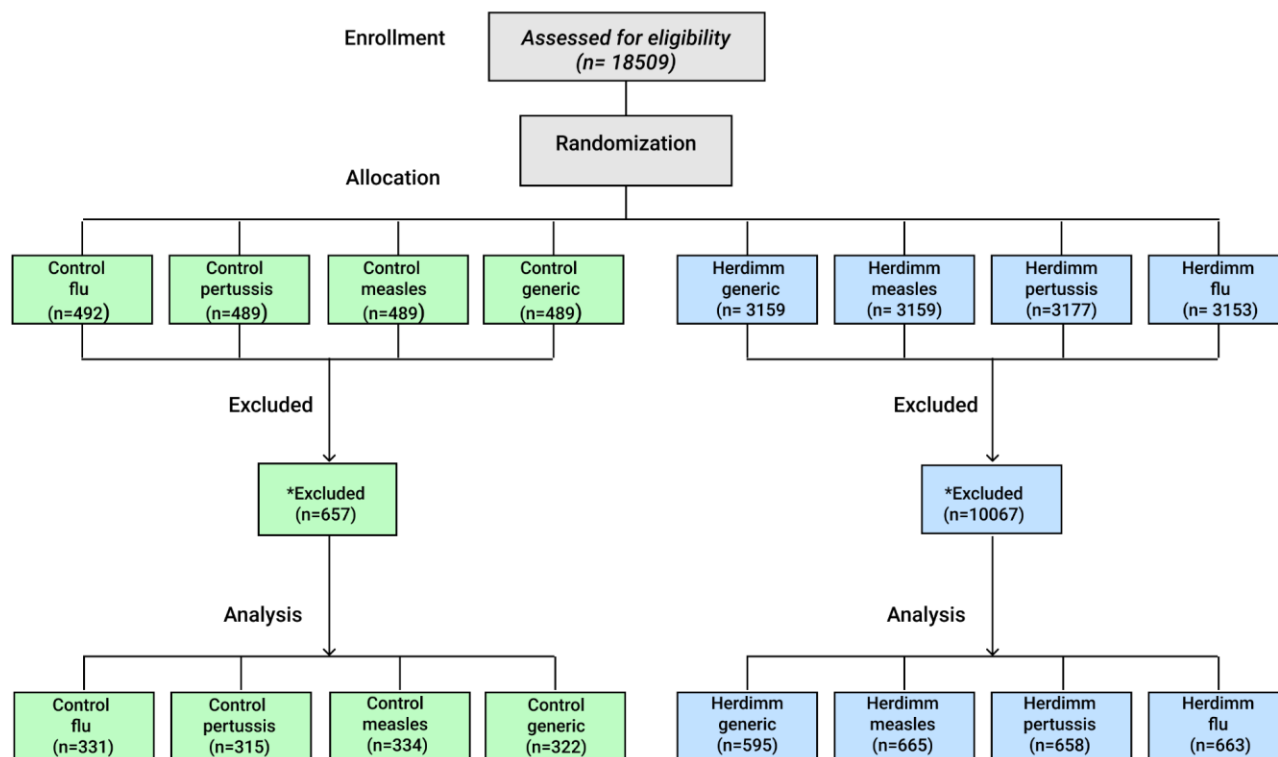 Enrollment
Assessed for eligibility
(n= 18509)
Randomization
Allocation
Control
flu
(n=492)
Control
pertussis
(n=489)
Control
measles
(n=489)
Control
generic
(n=489)
Herdimm
generic
(n= 3159
Herdimm
measles
(n= 3159)
Herdimm
pertussis
(n=3177)
Herdimm
flu
(n= 3153)
Excluded
Excluded
*Excluded
(n=657)
*Excluded
(n=10067)
Analysis
Analysis
Control
flu
(n=331)
Control
pertussis
(n=315)
Control
measles
(n=334)
Control
generic
(n=322)
Herdimm
generic
(n=595)
Herdimm
measles
(n=665)
Herdimm
pertussis
(n=658)
Herdimm
flu
(n=663)